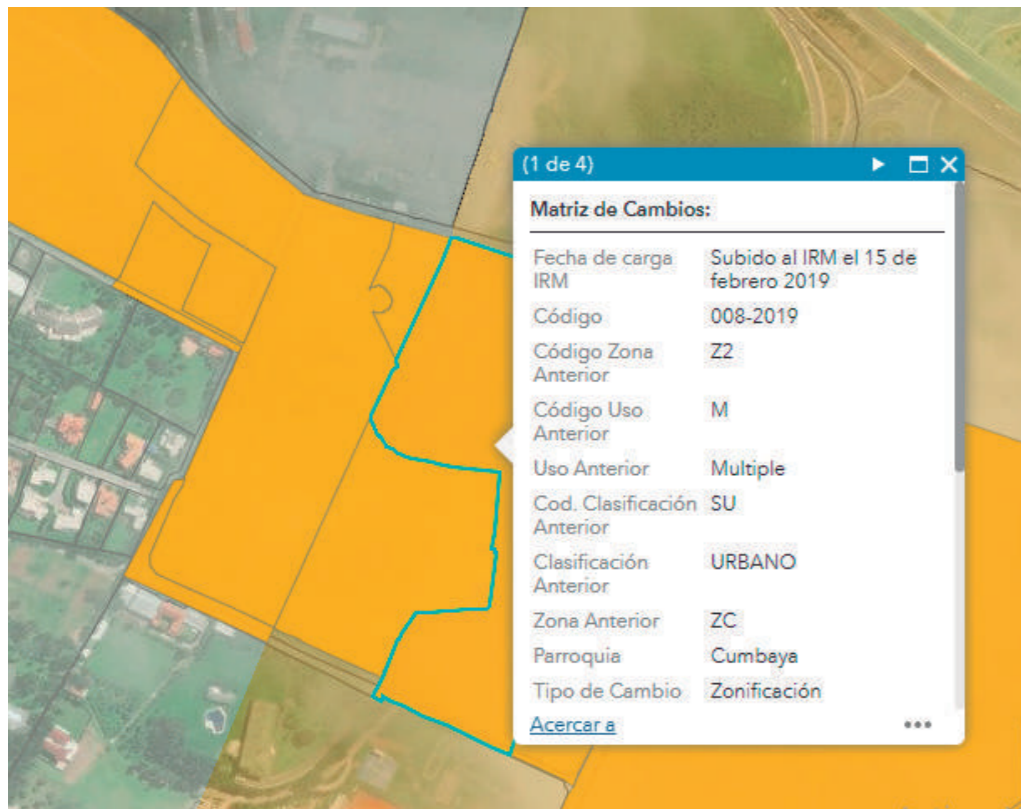 (1 de 4)
Matriz de Cambios:
Fecha de carga IRM Subido al IRM el 15 de febrero 2019
Código 008-2019
Código Zona Anterior Z2
Código Uso Anterior M
Uso Anterior Multiple
Cod. Clasificación Anterior SU
Clasificación Anterior URBANO
Zona Anterior ZC
Parroquia Cumbaya
Tipo de Cambio Zonificación
Acercar a